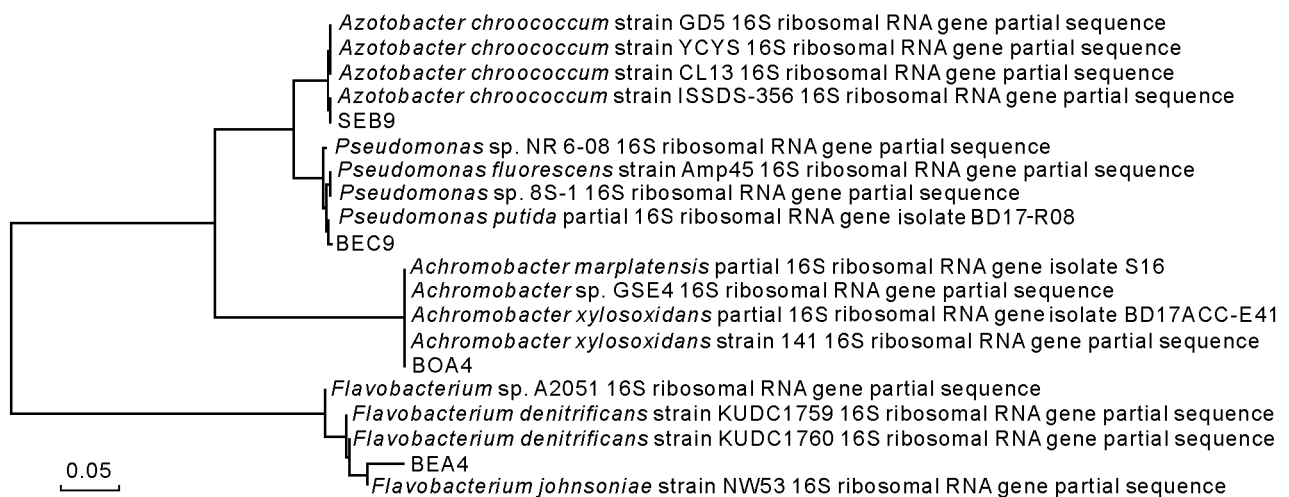 Azotobacter chroococcum strain GD5 16S ribosomal RNA gene partial sequence
Azotobacter chroococcum strain YCYS 16S ribosomal RNA gene partial sequence
Azotobacter chroococcum strain CL13 16S ribosomal RNA gene partial sequence
Azotobacter chroococcum strain ISSDS-356 16S ribosomal RNA gene partial sequence
SEB9
Pseudomonas sp. NR 6-08 16S ribosomal RNA gene partial sequence
Pseudomonas fluorescens strain Amp45 16S ribosomal RNA gene partial sequence
Pseudomonas sp. 8S-1 16S ribosomal RNA gene partial sequence
Pseudomonas putida partial 16S ribosomal RNA gene isolate BD17-R08
BEC9
Achromobacter marplatensis partial 16S ribosomal RNA gene isolate S16
Achromobacter sp. GSE4 16S ribosomal RNA gene partial sequence
Achromobacter xylosoxidans partial 16S ribosomal RNA gene isolate BD17ACC-E41
Achromobacter xylosoxidans strain 141 16S ribosomal RNA gene partial sequence
BOA4
Flavobacterium sp. A2051 16S ribosomal RNA gene partial sequence
Flavobacterium denitrificans strain KUDC1759 16S ribosomal RNA gene partial sequence
Flavobacterium denitrificans strain KUDC1760 16S ribosomal RNA gene partial sequence
BEA4
Flavobacterium johnsoniae strain NW53 16S ribosomal RNA gene partial sequence
0.05